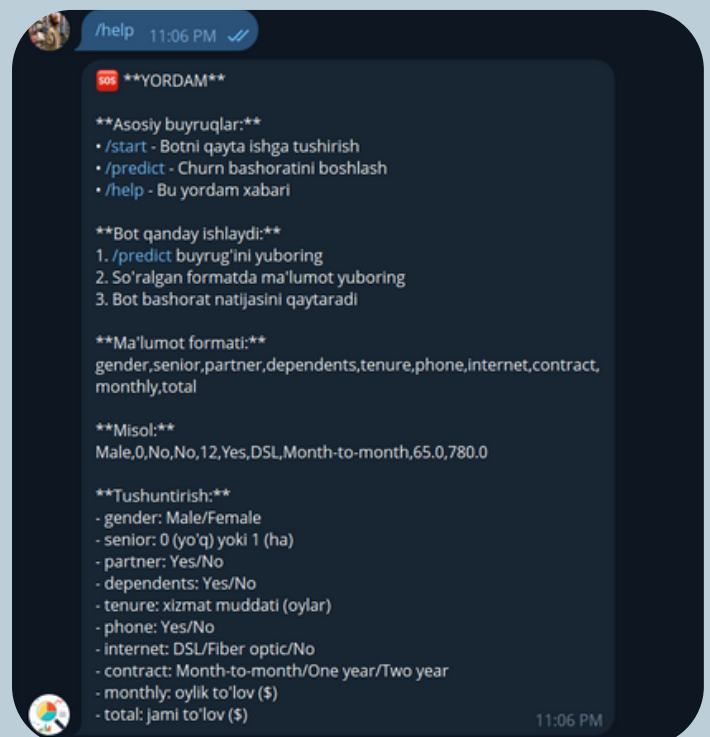 /help 11:06 PM
SOS **YORDAM**
**Asosiy buyruqlar:**
• /start - Botni qayta ishga tushirish
• /predict - Churn bashoratini boshlash
• /help - Bu yordam xabari
**Bot qanday ishlaydi:**
1. /predict buyrug'ini yuboring
2. So'ralgan formatda ma'lumot yuboring
3. Bot bashorat natijasini qaytaradi
**Ma'lumot formati:**
gender,senior,partner,dependents,tenure,phone,internet,contract,
monthly,total
**Misol:**
Male,0,No,No,12,Yes,DSL,Month-to-month,65.0,780.0
**Tushuntirish:**
- gender: Male/Female
- senior: 0 (yo'q) yoki 1 (ha)
- partner: Yes/No
- dependents: Yes/No
- tenure: xizmat muddati (oylar)
- phone: Yes/No
- internet: DSL/Fiber optic/No
- contract: Month-to-month/One year/Two year
- monthly: oylik to'lov ($)
- total: jami to'lov ($)
11:06 PM